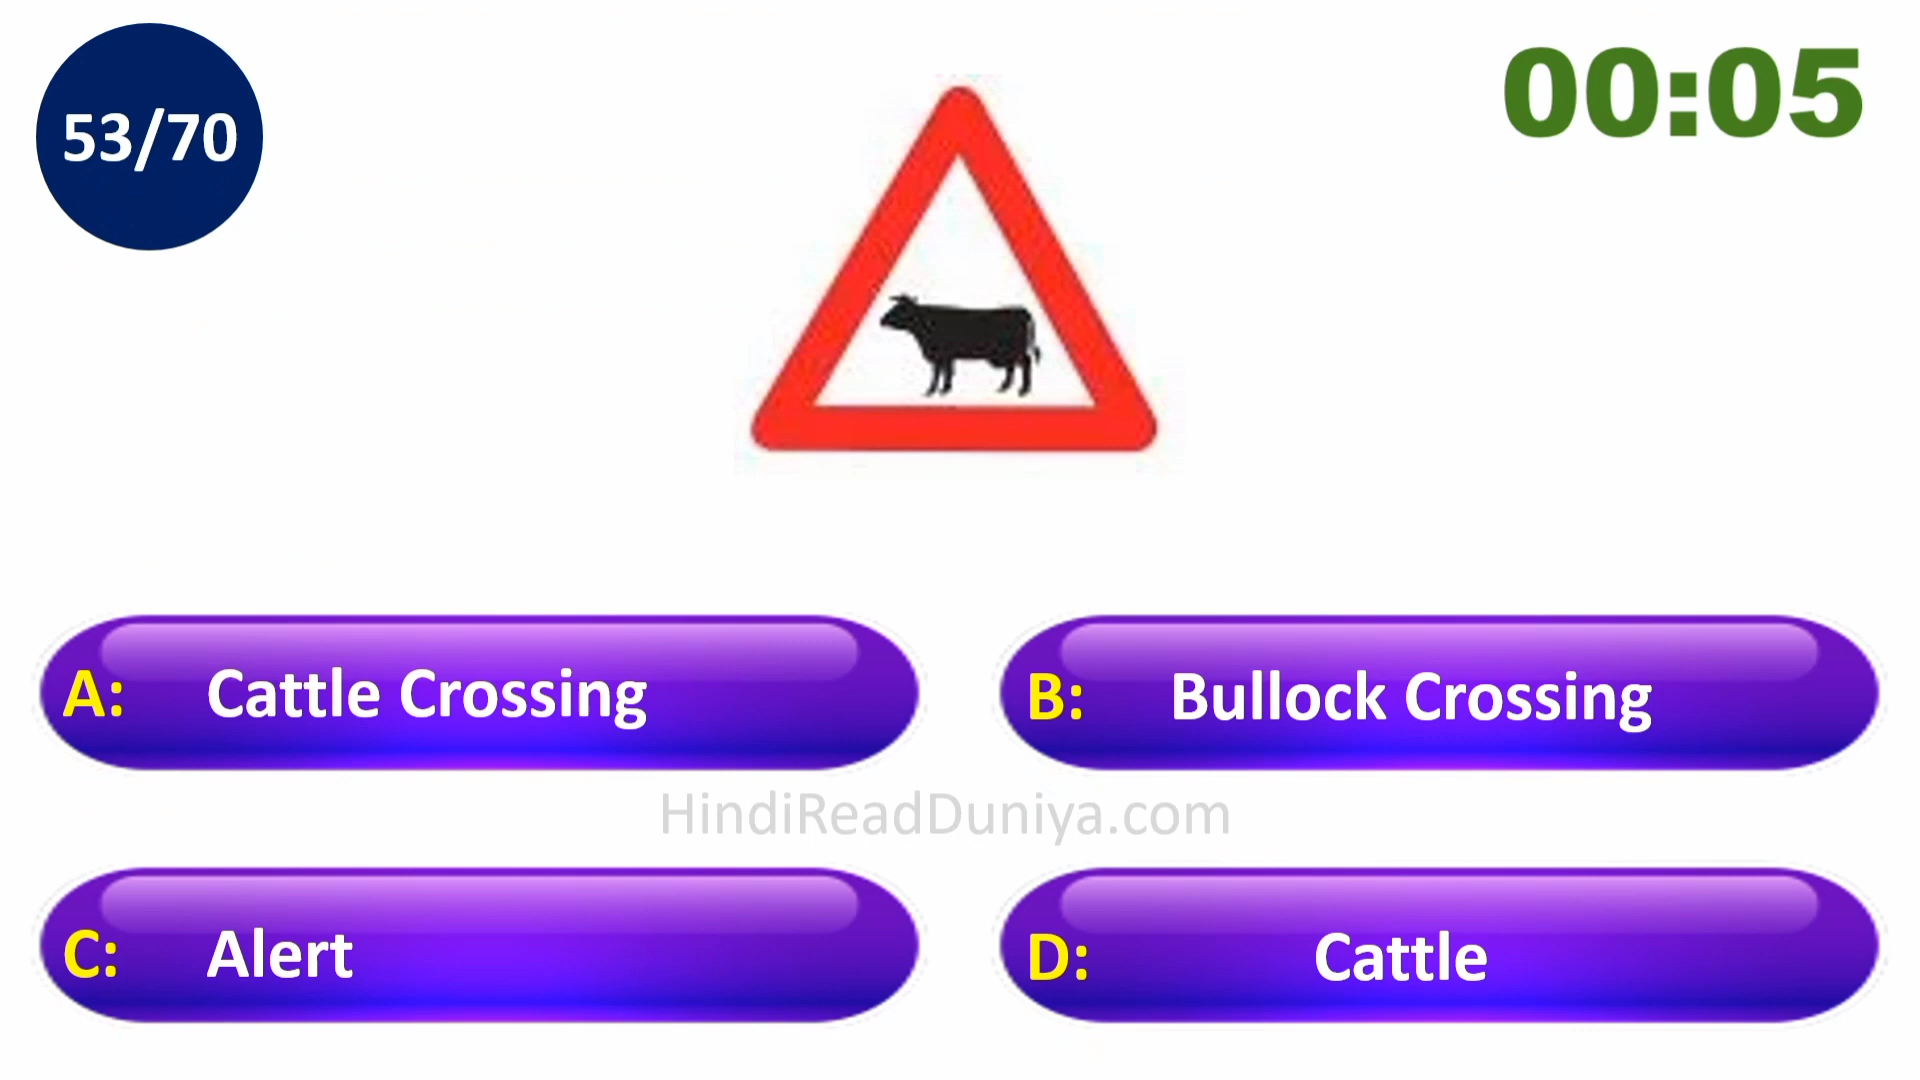 53/70
00:05
A: Cattle Crossing
B: Bullock Crossing
HindiReadDuniya.com
C: Alert
D: Cattle